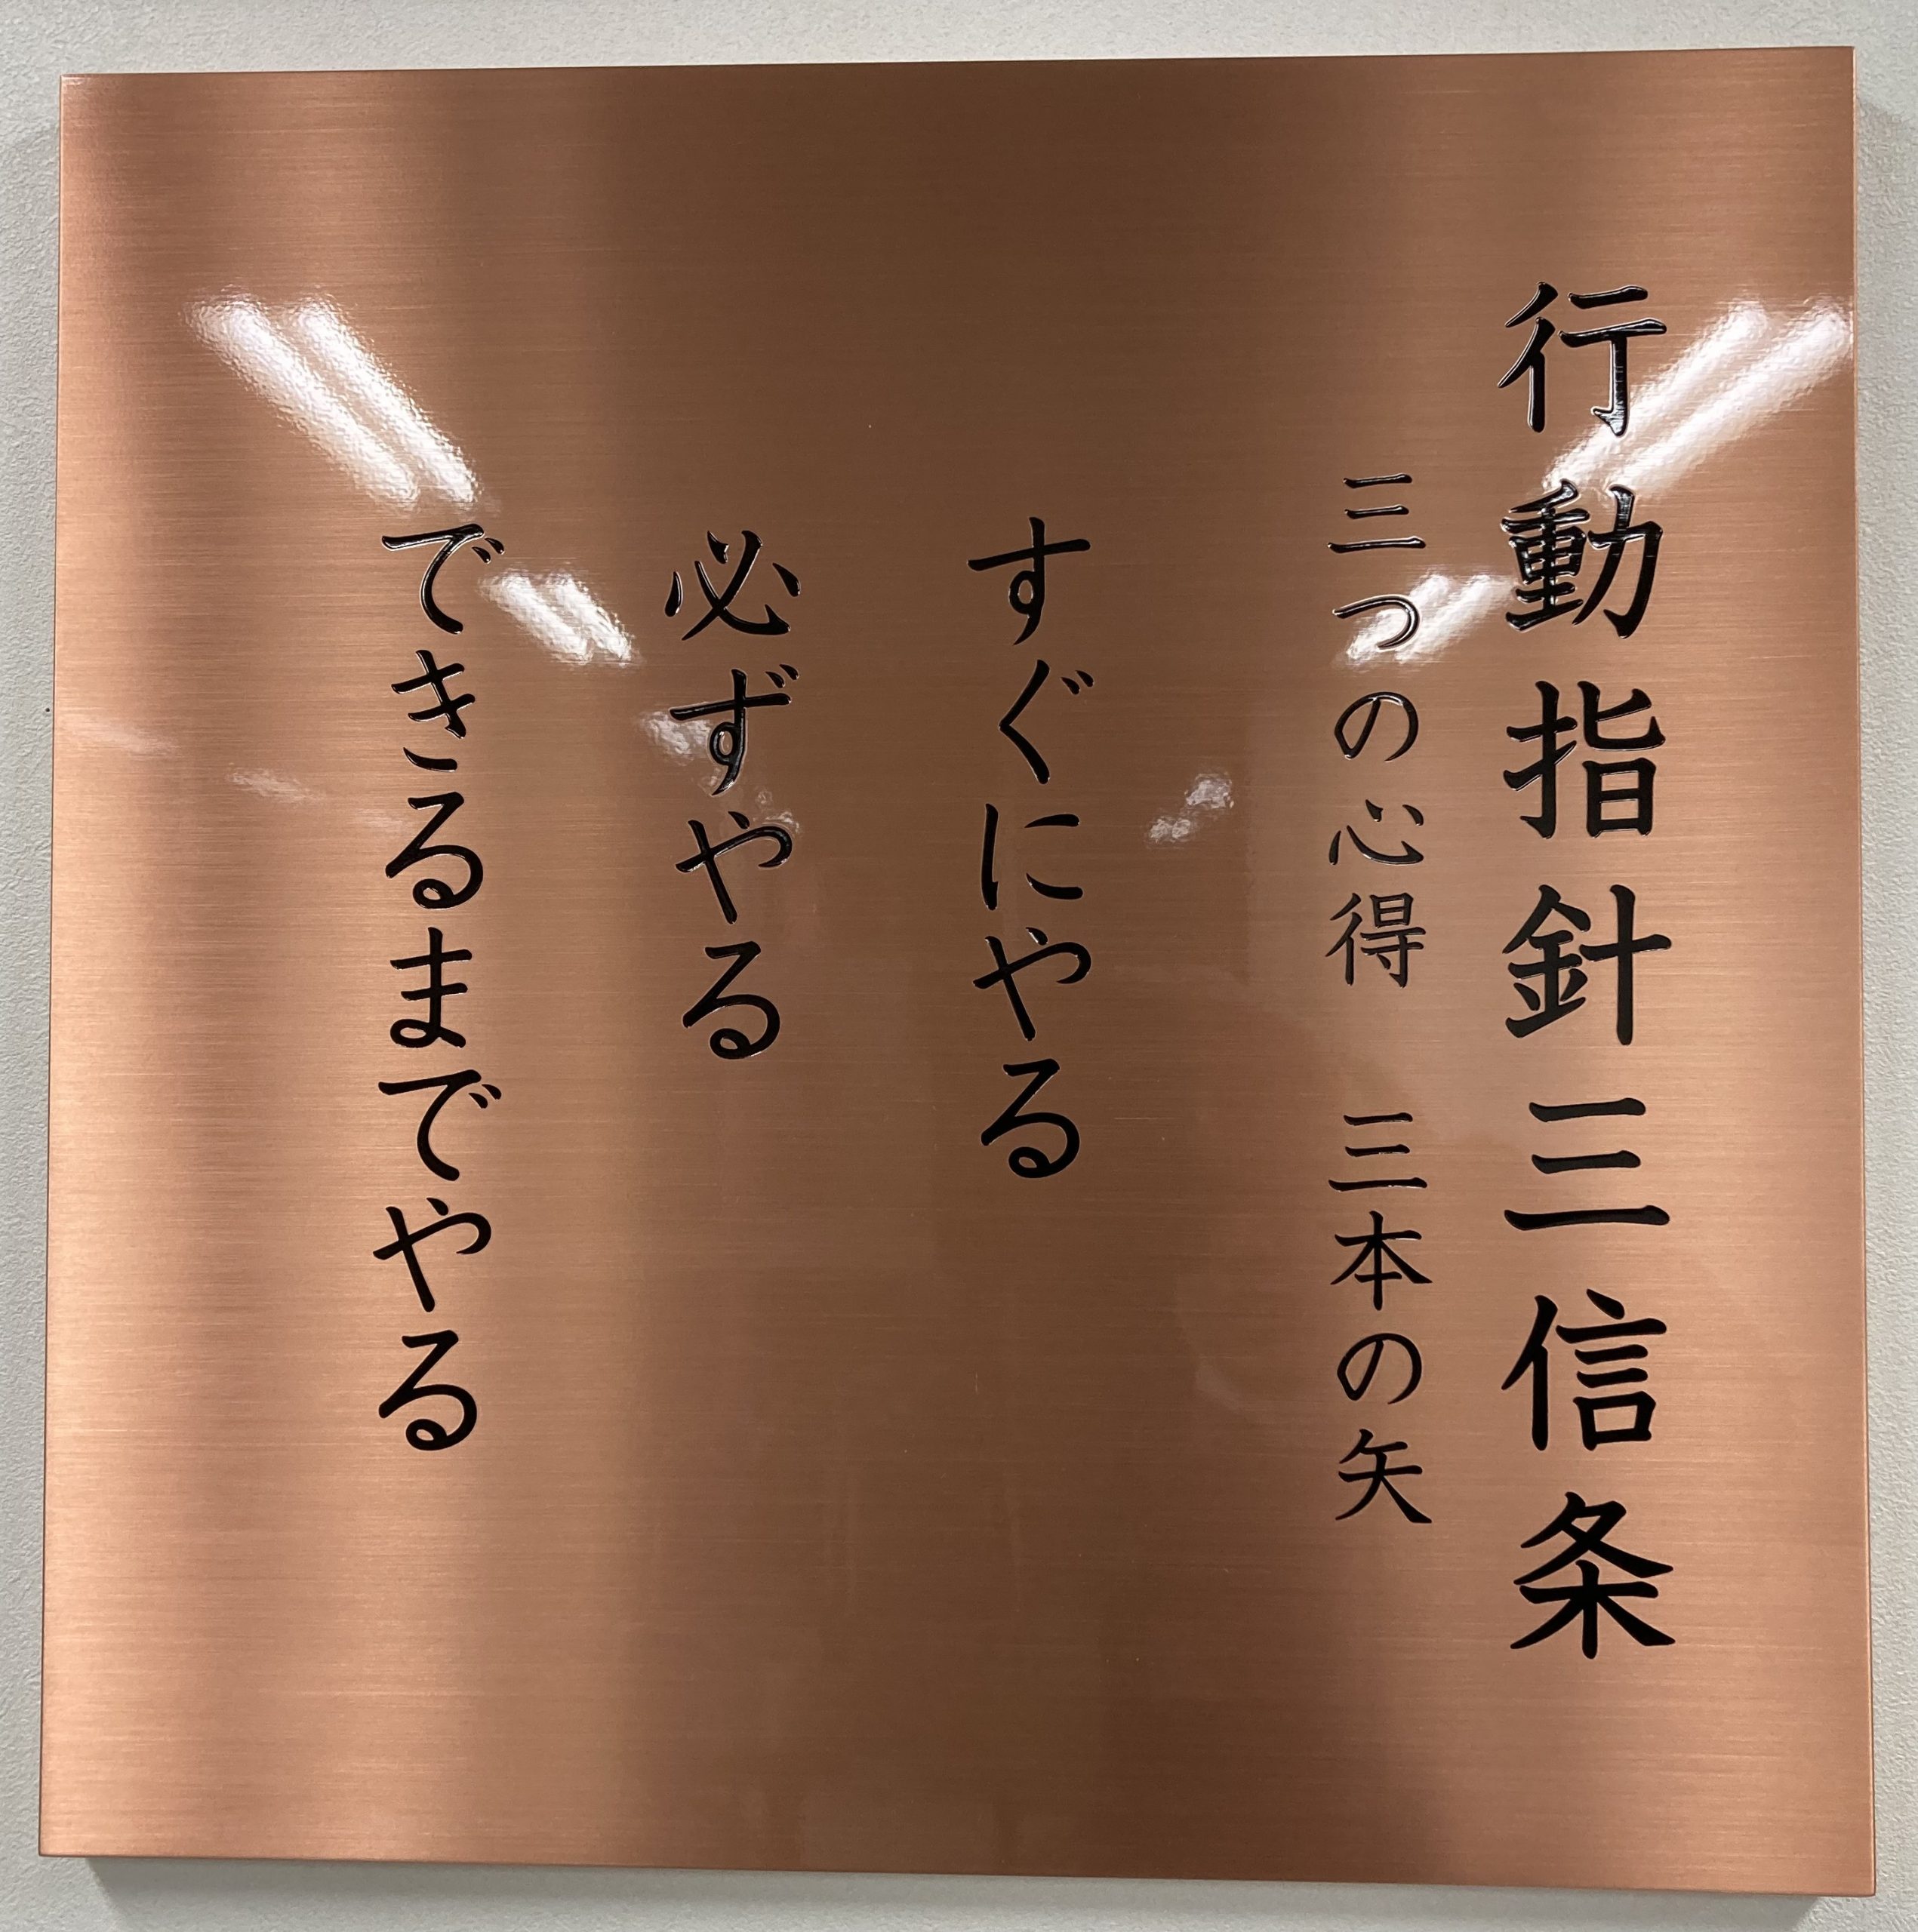 行動指針三信条
三つの心得　三本の矢
すぐにやる
必ずやる
できるまでやる